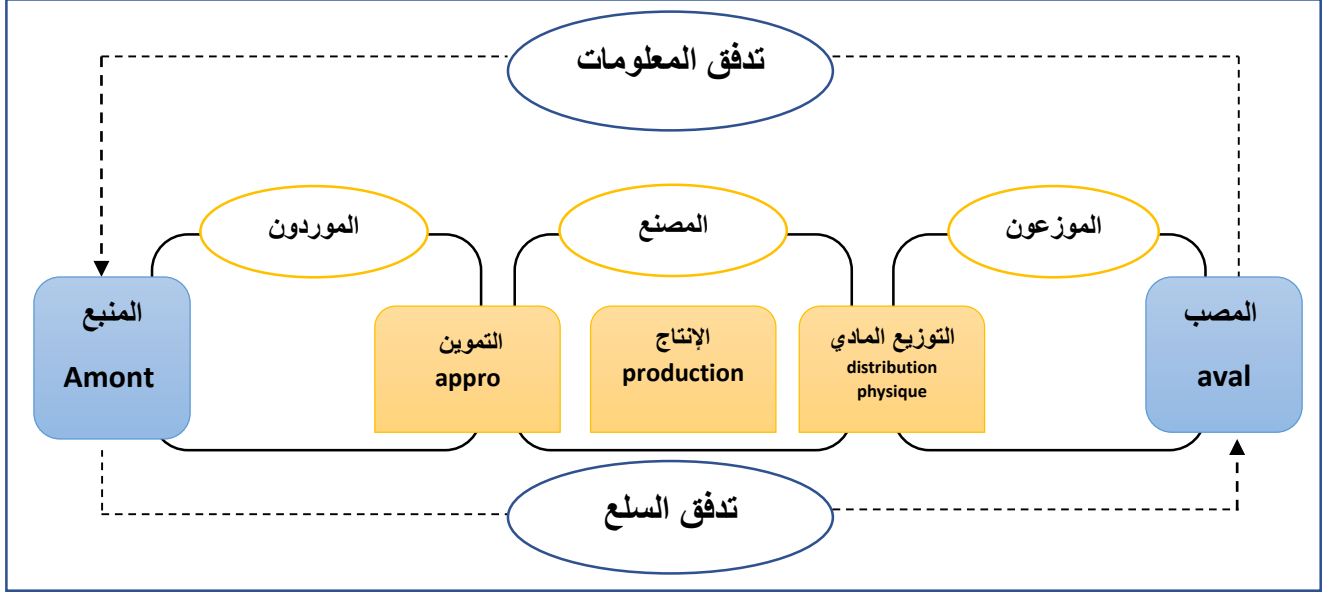 تدفق المعلومات
الموردون
المصنع
الموزعون
المنبع
Amont
التموين
appro
الإنتاج
production
التوزيع المادي
distribution
physique
المصب
aval
تدفق السلع